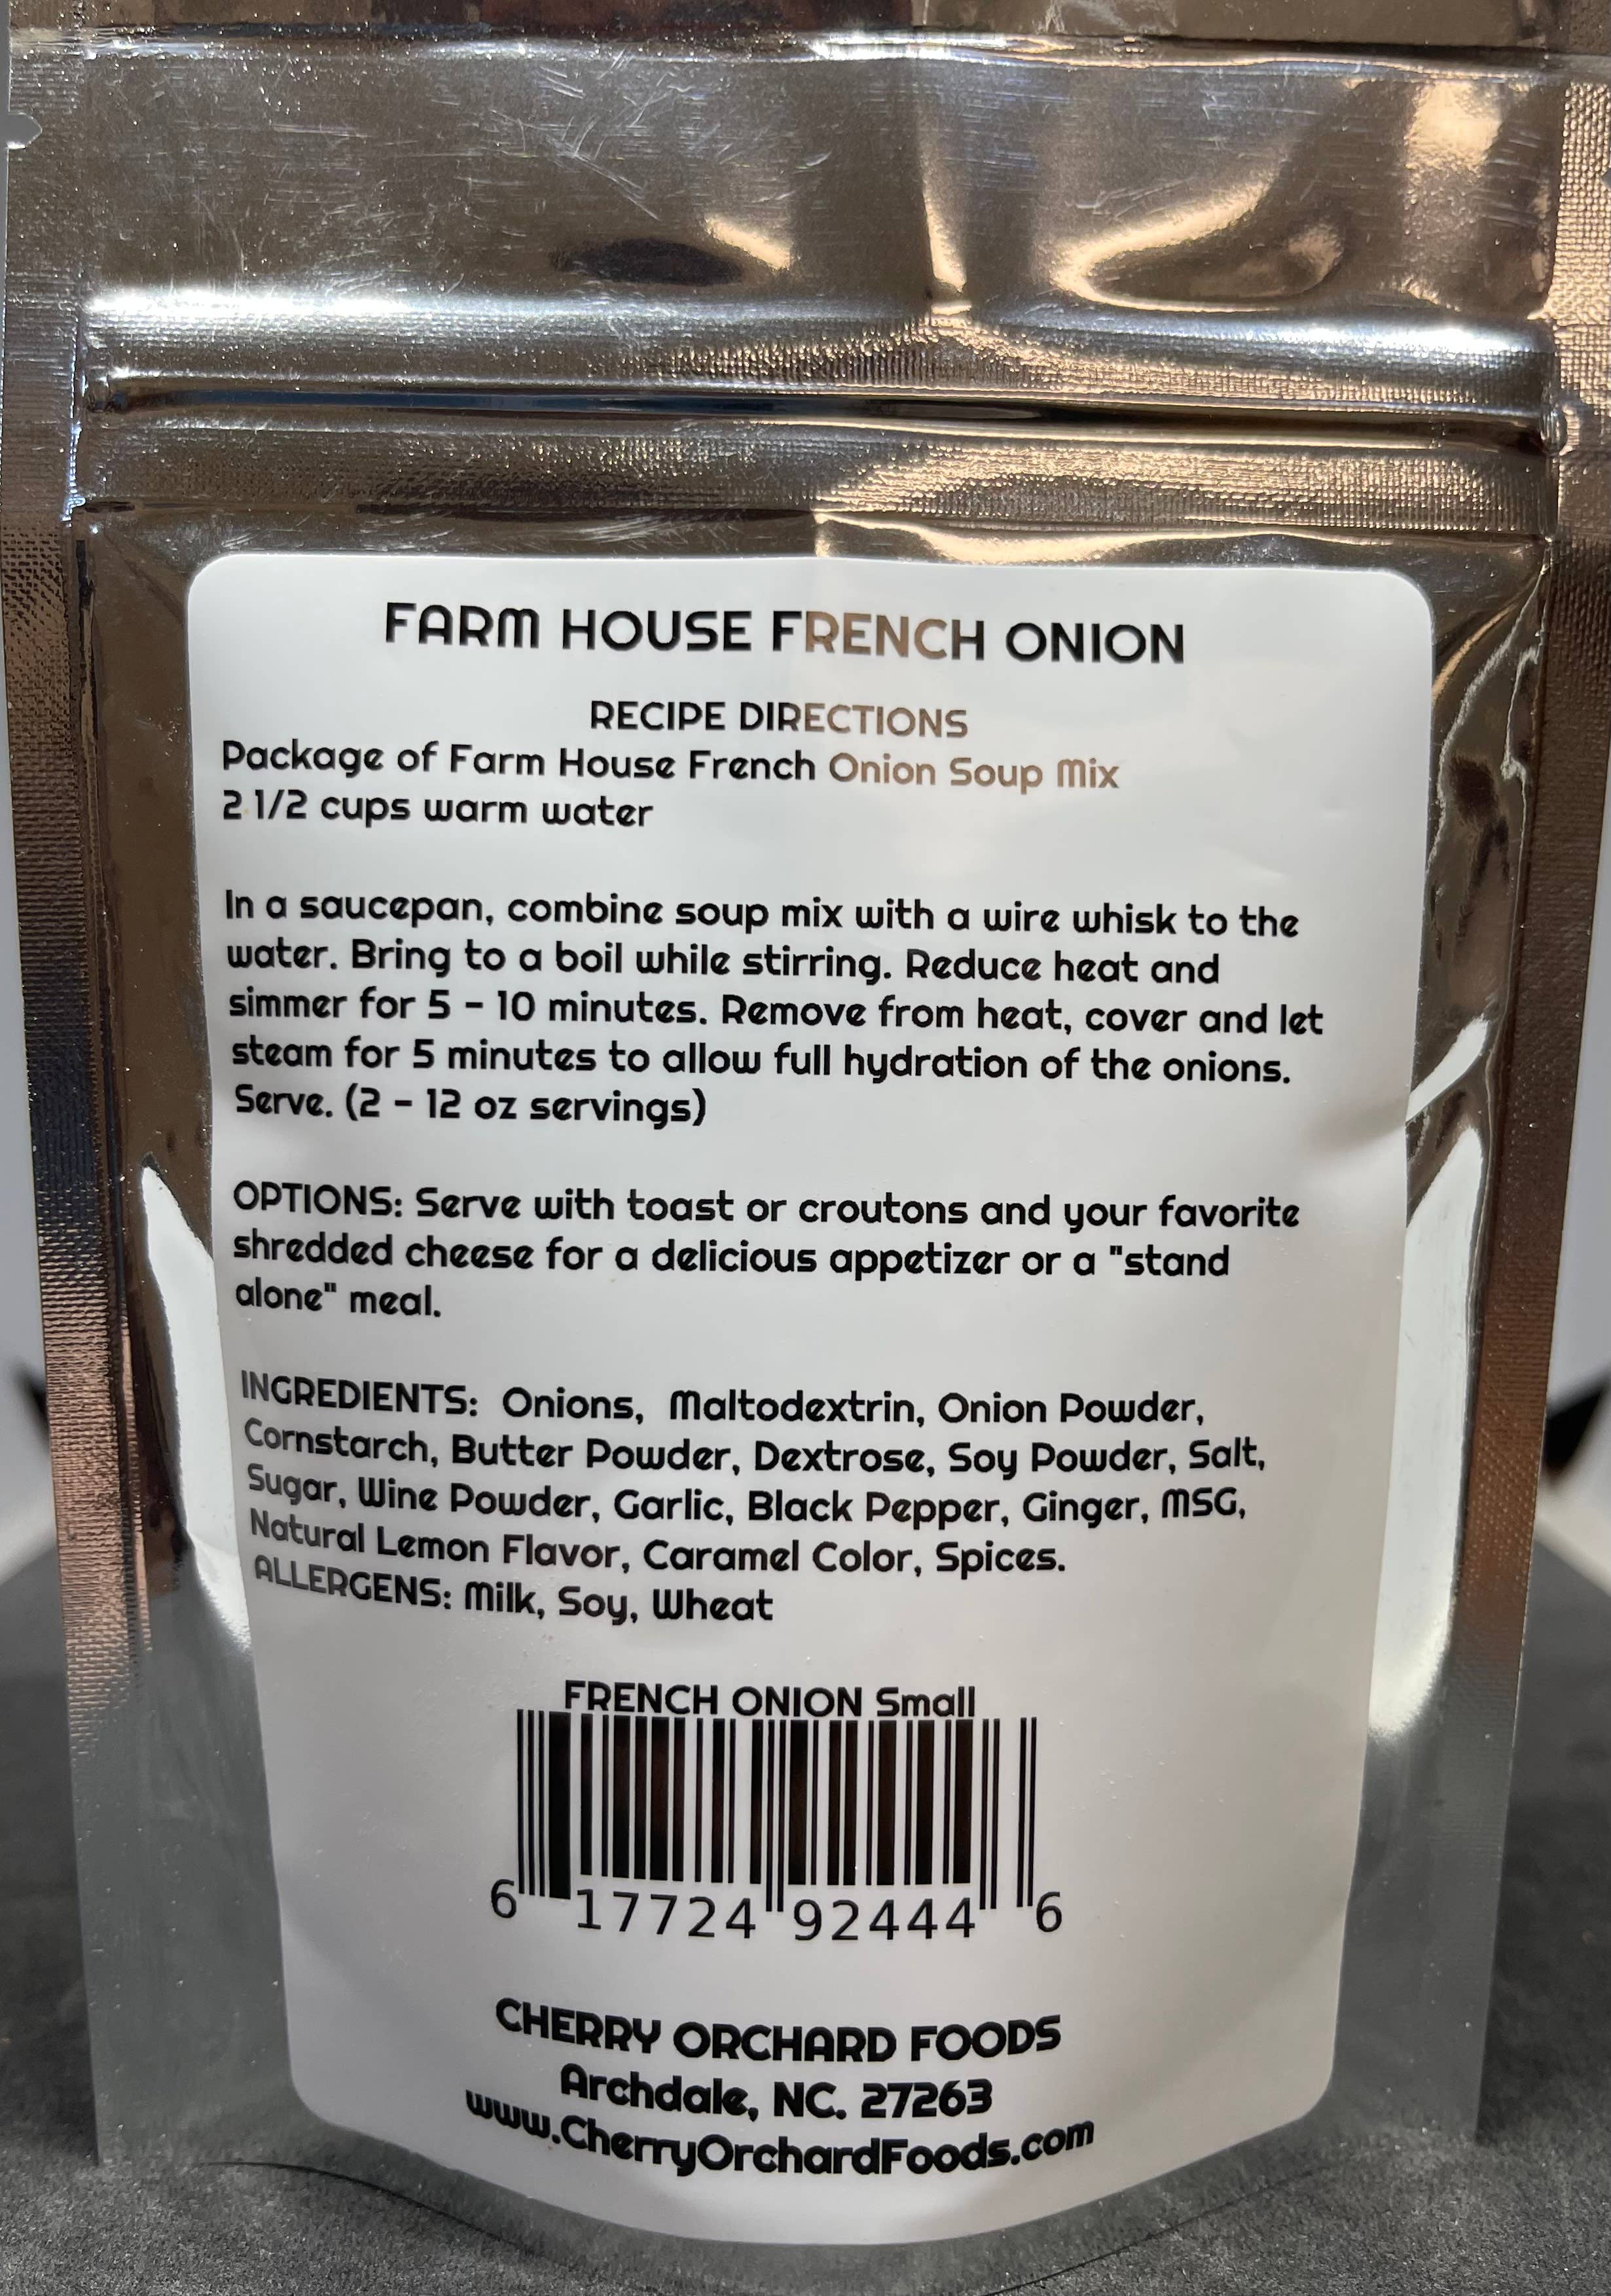 FARM HOUSE FRENCH ONION
RECIPE DIRECTIONS
Package of Farm House French Onion Soup Mix
2 1/2 cups warm water
In a saucepan, combine soup mix with a wire whisk to the
water. Bring to a boil while stirring. Reduce heat and
simmer for 5 - 10 minutes. Remove from heat, cover and let
steam for 5 minutes to allow full hydration of the onions.
Serve. (2 - 12 oz servings)
OPTIONS: Serve with toast or croutons and your favorite
shredded cheese for a delicious appetizer or a "stand
alone" meal.
INGREDIENTS: Onions, Maltodextrin, Onion Powder,
Cornstarch, Butter Powder, Dextrose, Soy Powder, Salt,
Sugar, Wine Powder, Garlic, Black Pepper, Ginger, MSG,
Natural Lemon Flavor, Caramel Color, Spices.
ALLERGENS: Milk, Soy, Wheat
FRENCH ONION Small
6 17724 92444 6
CHERRY ORCHARD FOODS
Archdale, NC. 27263
www.CherryOrchardFoods.com